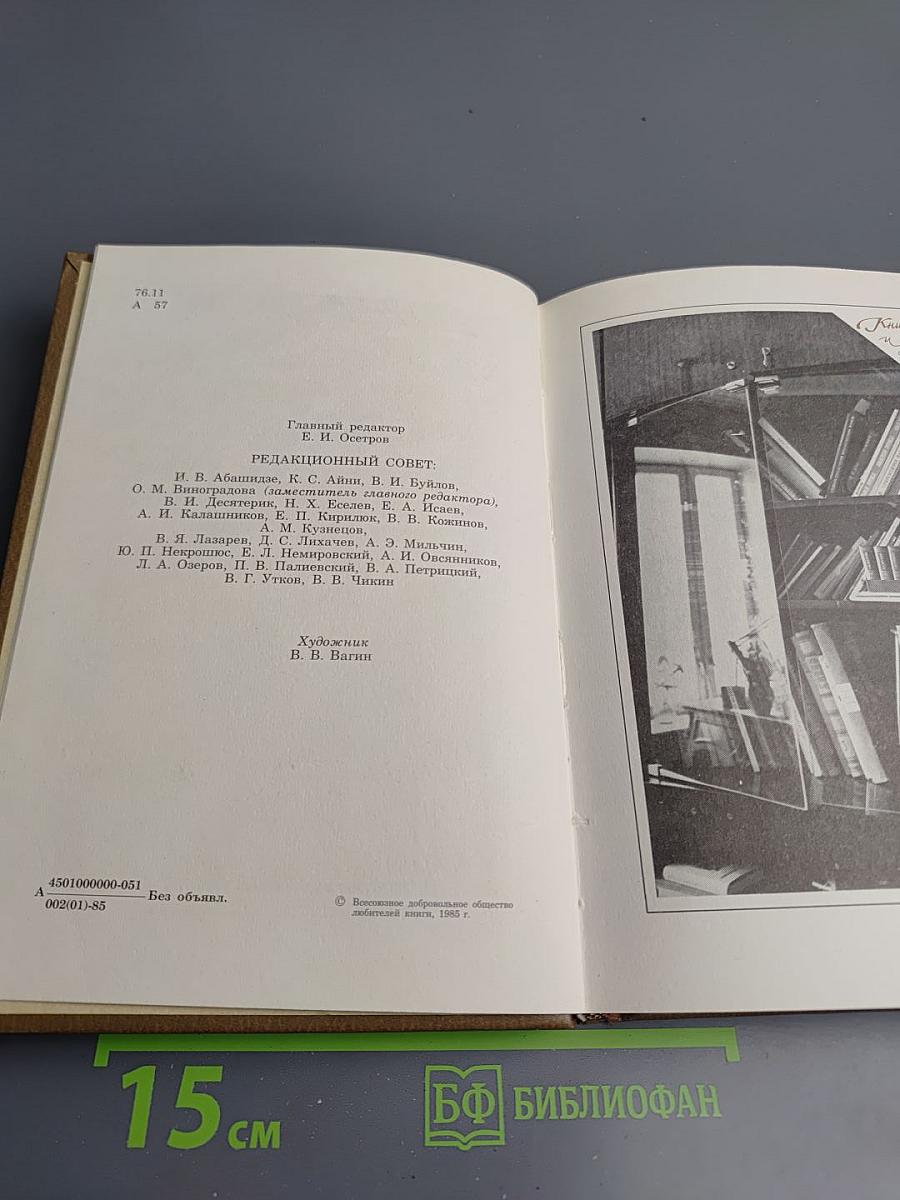 76.11
А 57
Главный редактор
Е. И. Осетров
РЕДАКЦИОННЫЙ СОВЕТ:
И. В. Абашидзе, К. С. Айни, В. И. Буйлов,
О. М. Виноградова (заместитель главного редактора),
В. И. Десятерик, Н. Х. Еселев, Е. А. Исаев,
А. И. Калашников, Е. П. Кирилюк, В. В. Кожинов,
А. М. Кузнецов,
В. Я. Лазарев, Д. С. Лихачев, А. Э. Мильчин,
Ю. П. Некрошюс, Е. Л. Немировский, А. И. Овсянников,
Л. А. Озеров, П. В. Палиевский, В. А. Петрицкий,
В. Г. Утков, В. В. Чикин
Художник
В. В. Вагин
А 4501000000-051 Без объявл.
002(01)-85
© Всесоюзное добровольное общество
любителей книги, 1985 г.
и
15 см
БФ БИБЛИОФАН